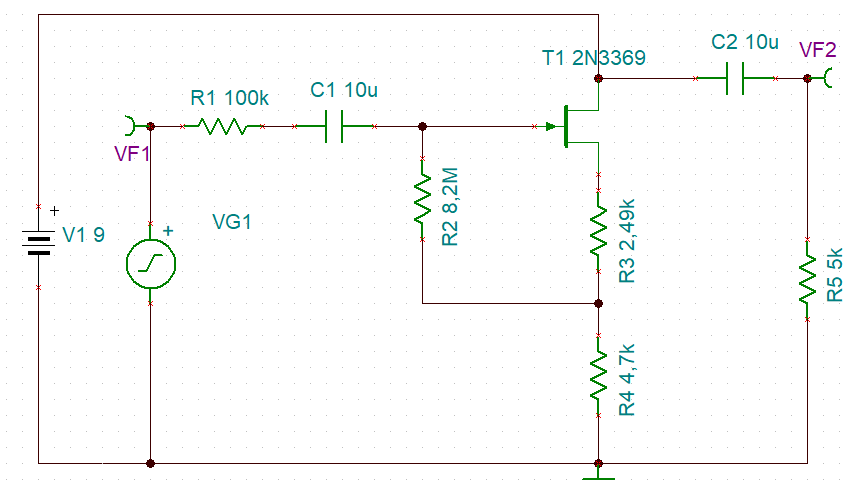 T1 2N3369
C2 10u
VF2
R1 100k
C1 10u
VF1
R2 8,2M
R3 2,49k
+
V1 9
+
VG1
R5 5k
R4 4,7k